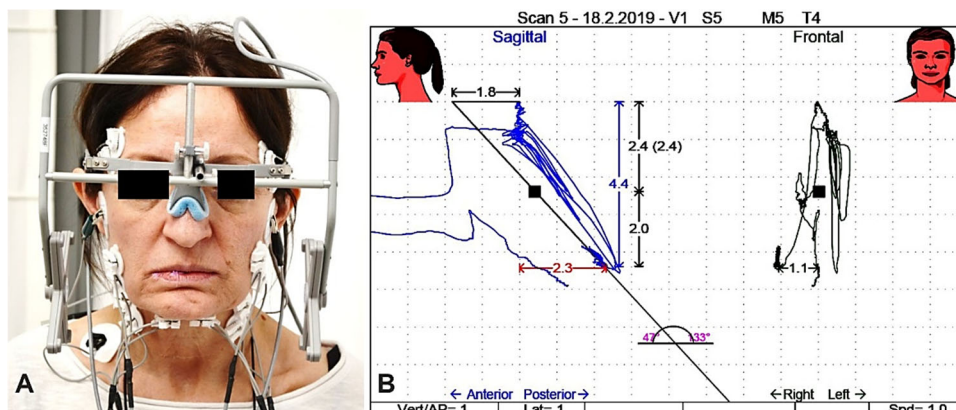 Scan 5 - 18.2.2019 - V1 S5 M5 T4
Sagittal
Frontal
1.8
2.4 (2.4)
4.4
2.0
2.3
1.1
47°
133°
A
B
← Anterior Posterior →
← Right Left →
Vert/AP= 1 Lat= 1 Spd= 1.0